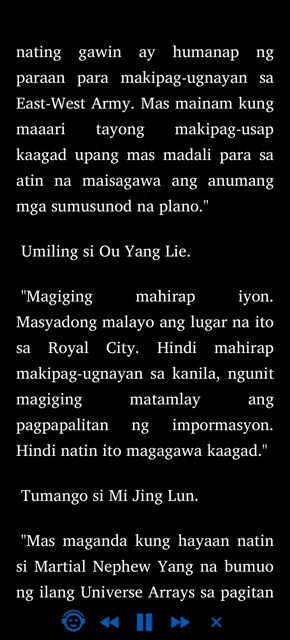 nating gawin ay humanap ng
paraan para makipag-ugnayan sa
East-West Army. Mas mainam kung
maaari tayong makipag-usap
kaagad upang mas madali para sa
atin na maisagawa ang anumang
mga sumusunod na plano."
Umiling si Ou Yang Lie.
"Magiging mahirap iyon.
Masyadong malayo ang lugar na ito
sa Royal City. Hindi mahirap
makipag-ugnayan sa kanila, ngunit
magiging matamlay ang
pagpapalitan ng impormasyon.
Hindi natin ito magagawa kaagad."
Tumango si Mi Jing Lun.
"Mas maganda kung hayaan natin
si Martial Nephew Yang na bumuo
ng ilang Universe Arrays sa pagitan